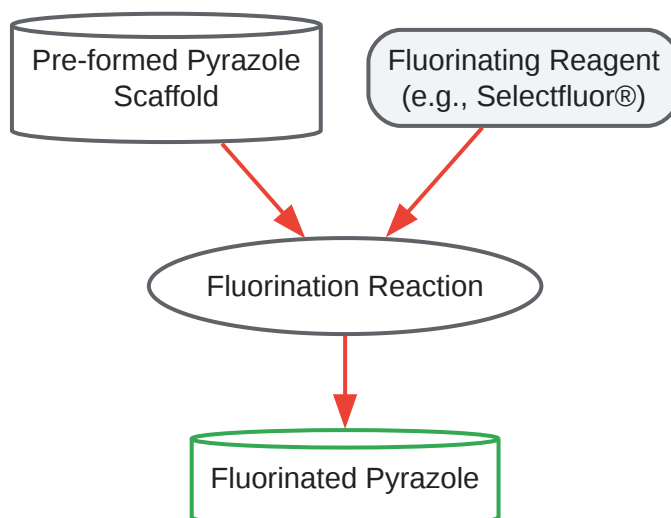 Pre-formed Pyrazole
Scaffold
Fluorinating Reagent
(e.g., Selectfluor®)
Fluorination Reaction
Fluorinated Pyrazole